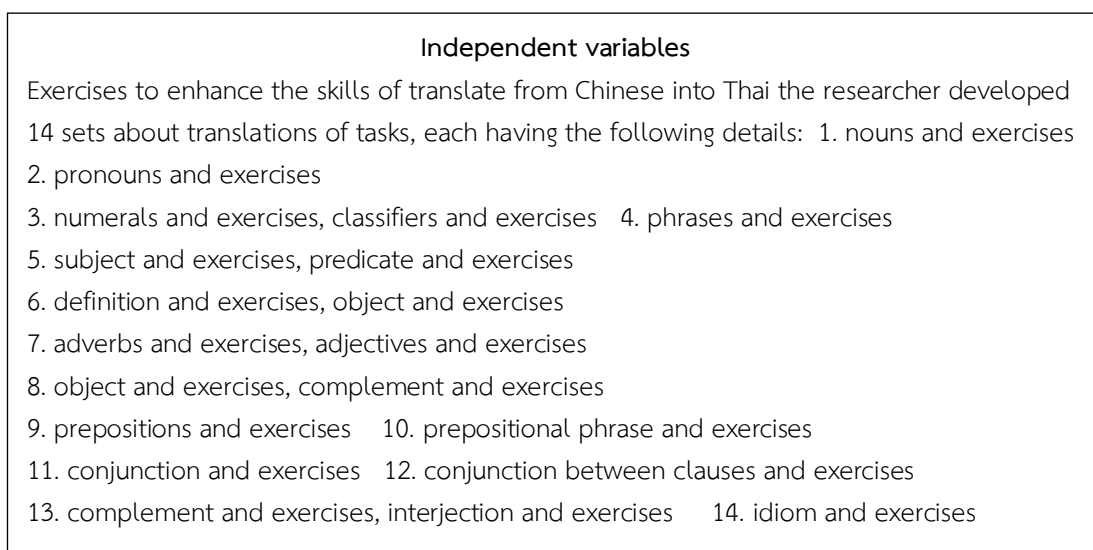 Independent variables
Exercises to enhance the skills of translate from Chinese into Thai the researcher developed
14 sets about translations of tasks, each having the following details: 1. nouns and exercises
2. pronouns and exercises
3. numerals and exercises, classifiers and exercises 4. phrases and exercises
5. subject and exercises, predicate and exercises
6. definition and exercises, object and exercises
7. adverbs and exercises, adjectives and exercises
8. object and exercises, complement and exercises
9. prepositions and exercises 10. prepositional phrase and exercises
11. conjunction and exercises 12. conjunction between clauses and exercises
13. complement and exercises, interjection and exercises 14. idiom and exercises